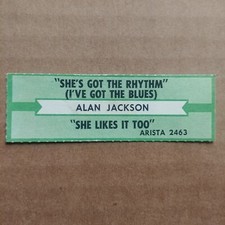 "SHE'S GOT THE RHYTHM"
(I'VE GOT THE BLUES)
ALAN JACKSON
"SHE LIKES IT TOO"
ARISTA 2463